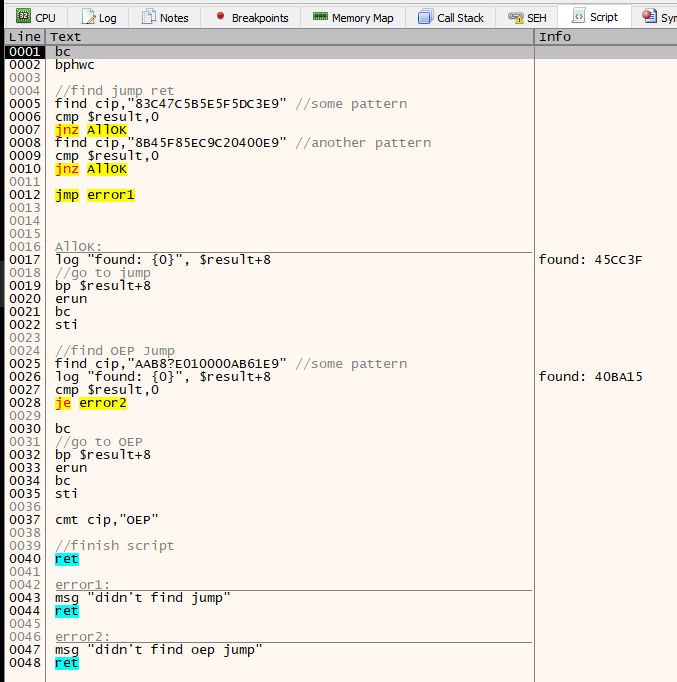 CPU Log Notes Breakpoints Memory Map Call Stack SEH Script Sy
Line Text Info
0001 bc
0002 bphwc
0003
0004 //find jump ret
0005 find cip,"83C47C5B5E5F5DC3E9" //some pattern
0006 cmp $result,0
0007 jnz AllOK
0008 find cip,"8B45F85EC9C20400E9" //another pattern
0009 cmp $result,0
0010 jnz AllOK
0011
0012 jmp error1
0013
0014
0015
0016 AllOK:
0017 log "found: {0}", $result+8 found: 45CC3F
0018 //go to jump
0019 bp $result+8
0020 erun
0021 bc
0022 sti
0023
0024 //find OEP Jump
0025 find cip,"AAB8?E010000AB61E9" //some pattern
0026 log "found: {0}", $result+8 found: 40BA15
0027 cmp $result,0
0028 je error2
0029
0030 bc
0031 //go to OEP
0032 bp $result+8
0033 erun
0034 bc
0035 sti
0036
0037 cmt cip,"OEP"
0038
0039 //finish script
0040 ret
0041
0042 error1:
0043 msg "didn't find jump"
0044 ret
0045
0046 error2:
0047 msg "didn't find oep jump"
0048 ret